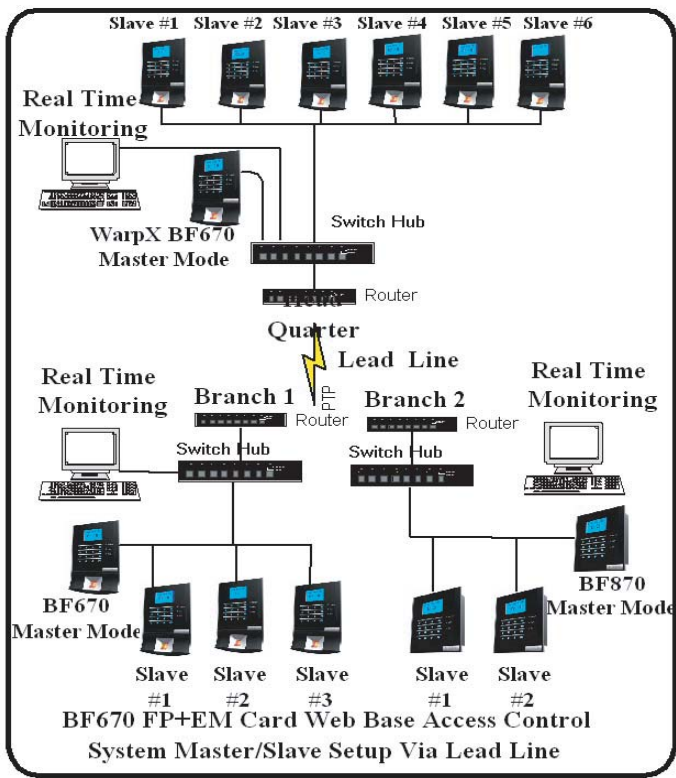 Slave #1 Slave #2 Slave #3 Slave #4 Slave #5 Slave #6
Real Time
Monitoring
WarpX BF670
Master Mode
Switch Hub
Router
Head
Quarter
Lead Line
PTP
Real Time
Monitoring
Branch 1
Router
Switch Hub
Branch 2
Router
Switch Hub
Real Time
Monitoring
BF670
Master Mode
Slave
#1
Slave
#2
Slave
#3
Slave
#1
Slave
#2
BF870
Master Mode
BF670 FP+EM Card Web Base Access Control
System Master/Slave Setup Via Lead Line